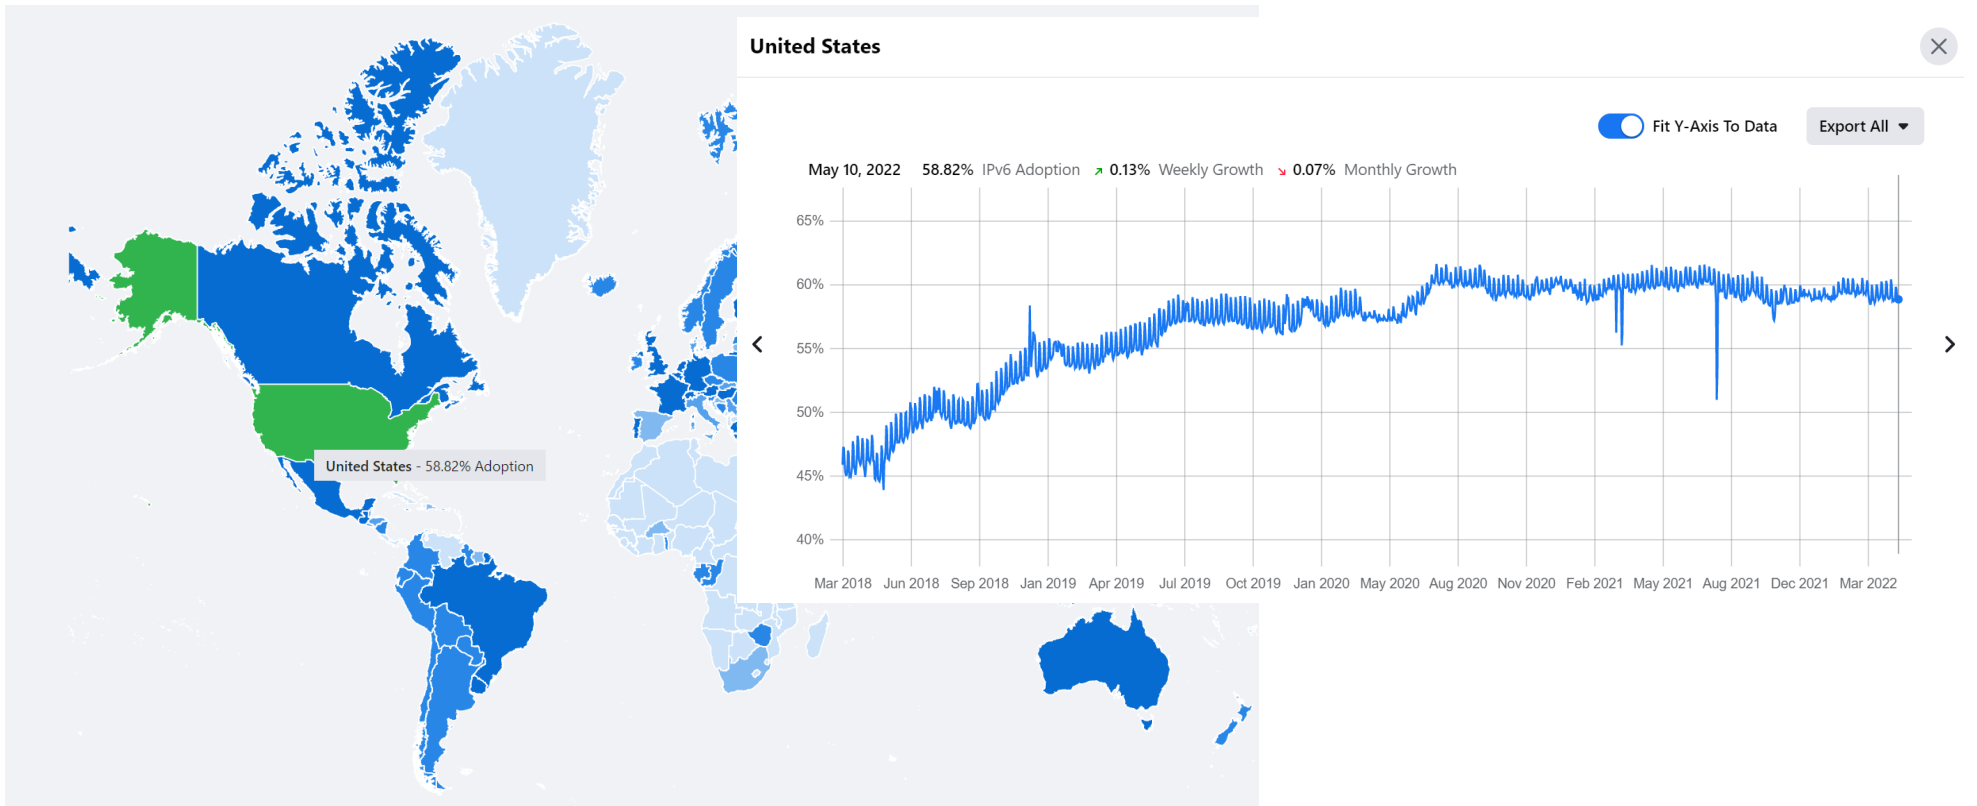 United States
Fit Y-Axis To Data
Export All
May 10, 2022 58.82% IPv6 Adoption 0.13% Weekly Growth 0.07% Monthly Growth
65%
60%
55%
50%
45%
40%
Mar 2018 Jun 2018 Sep 2018 Jan 2019 Apr 2019 Jul 2019 Oct 2019 Jan 2020 May 2020 Aug 2020 Nov 2020 Feb 2021 May 2021 Aug 2021 Dec 2021 Mar 2022
United States - 58.82% Adoption